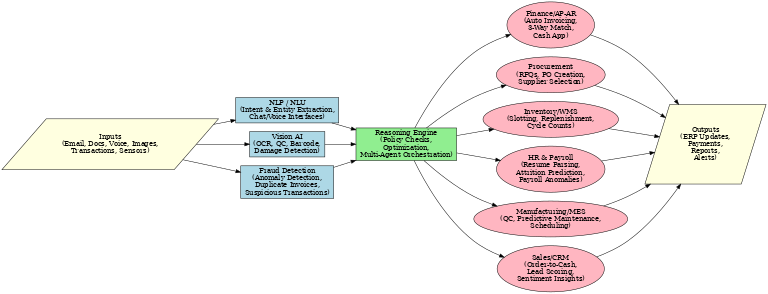 Inputs
(Email, Docs, Voice, Images,
Transactions, Sensors)
NLP / NLU
(Intent & Entity Extraction,
Chat/Voice Interfaces)
Vision AI
(OCR, QC, Barcode,
Damage Detection)
Fraud Detection
(Anomaly Detection,
Duplicate Invoices,
Suspicious Transactions)
Reasoning Engine
(Policy Checks,
Optimization,
Multi-Agent Orchestration)
Finance/AP-AR
(Auto Invoicing,
3-Way Match,
Cash App)
Procurement
(RFQs, PO Creation,
Supplier Selection)
Inventory/WMS
(Slotting, Replenishment,
Cycle Counts)
HR & Payroll
(Resume Parsing,
Attrition Prediction,
Payroll Anomalies)
Manufacturing/MES
(QC, Predictive Maintenance,
Scheduling)
Sales/CRM
(Order-to-Cash,
Lead Scoring,
Sentiment Insights)
Outputs
(ERP Updates,
Payments,
Reports,
Alerts)